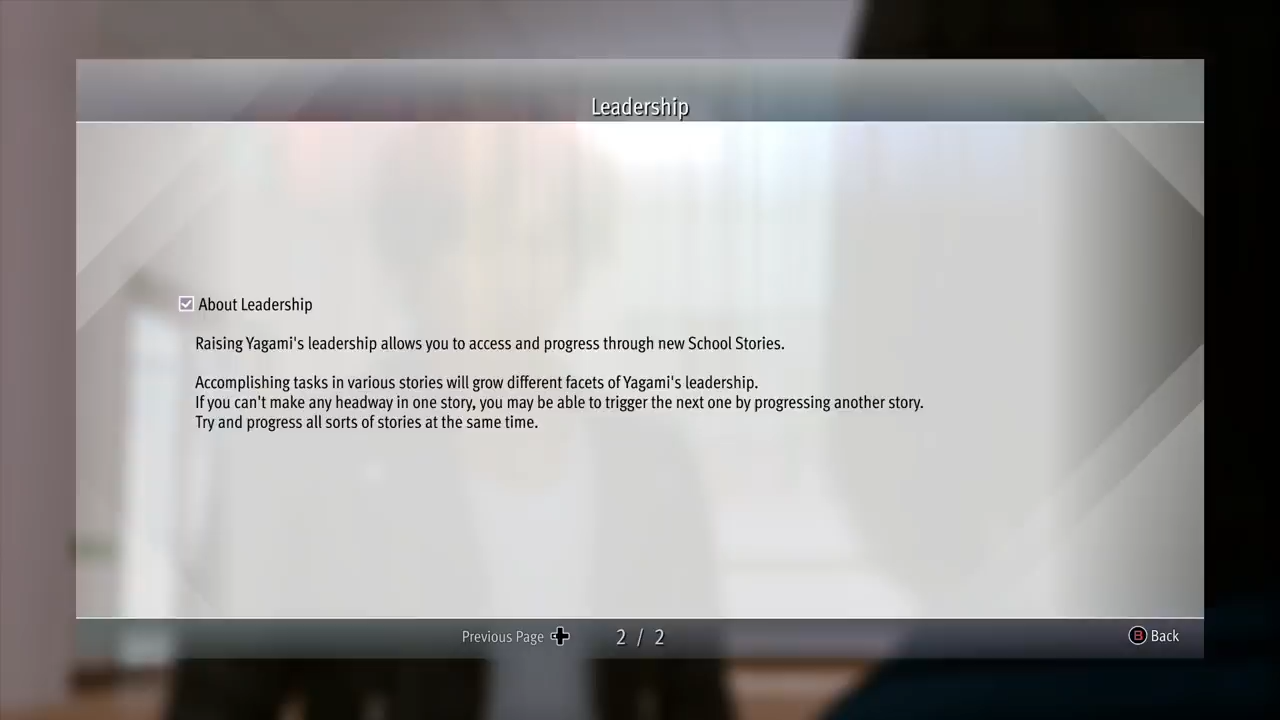 Leadership
About Leadership
Raising Yagami's leadership allows you to access and progress through new School Stories.
Accomplishing tasks in various stories will grow different facets of Yagami's leadership.
If you can't make any headway in one story, you may be able to trigger the next one by progressing another story.
Try and progress all sorts of stories at the same time.
Previous Page 2 / 2
B Back